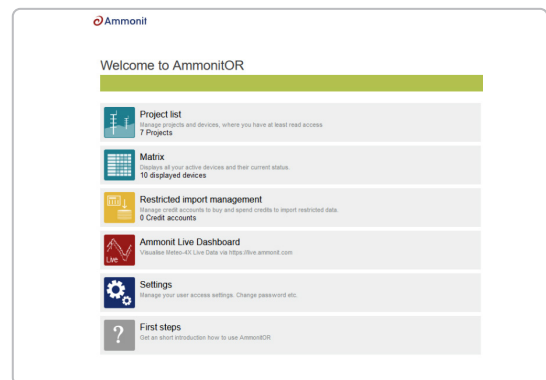 Ammonit
Welcome to AmmonitOR
Project list
Manage projects and devices, where you have at least read access.
7 Projects
Matrix
Displays all your active devices and their current status.
10 displayed devices
Restricted import management
Manage credit accounts to buy and spend credits to import restricted data.
0 Credit accounts
Live
Ammonit Live Dashboard
Visualise Meteo-4X Live Data via https://live.ammonit.com
Settings
Manage your user access settings. Change password etc.
?
First steps
Get an short introduction how to use AmmonitOR